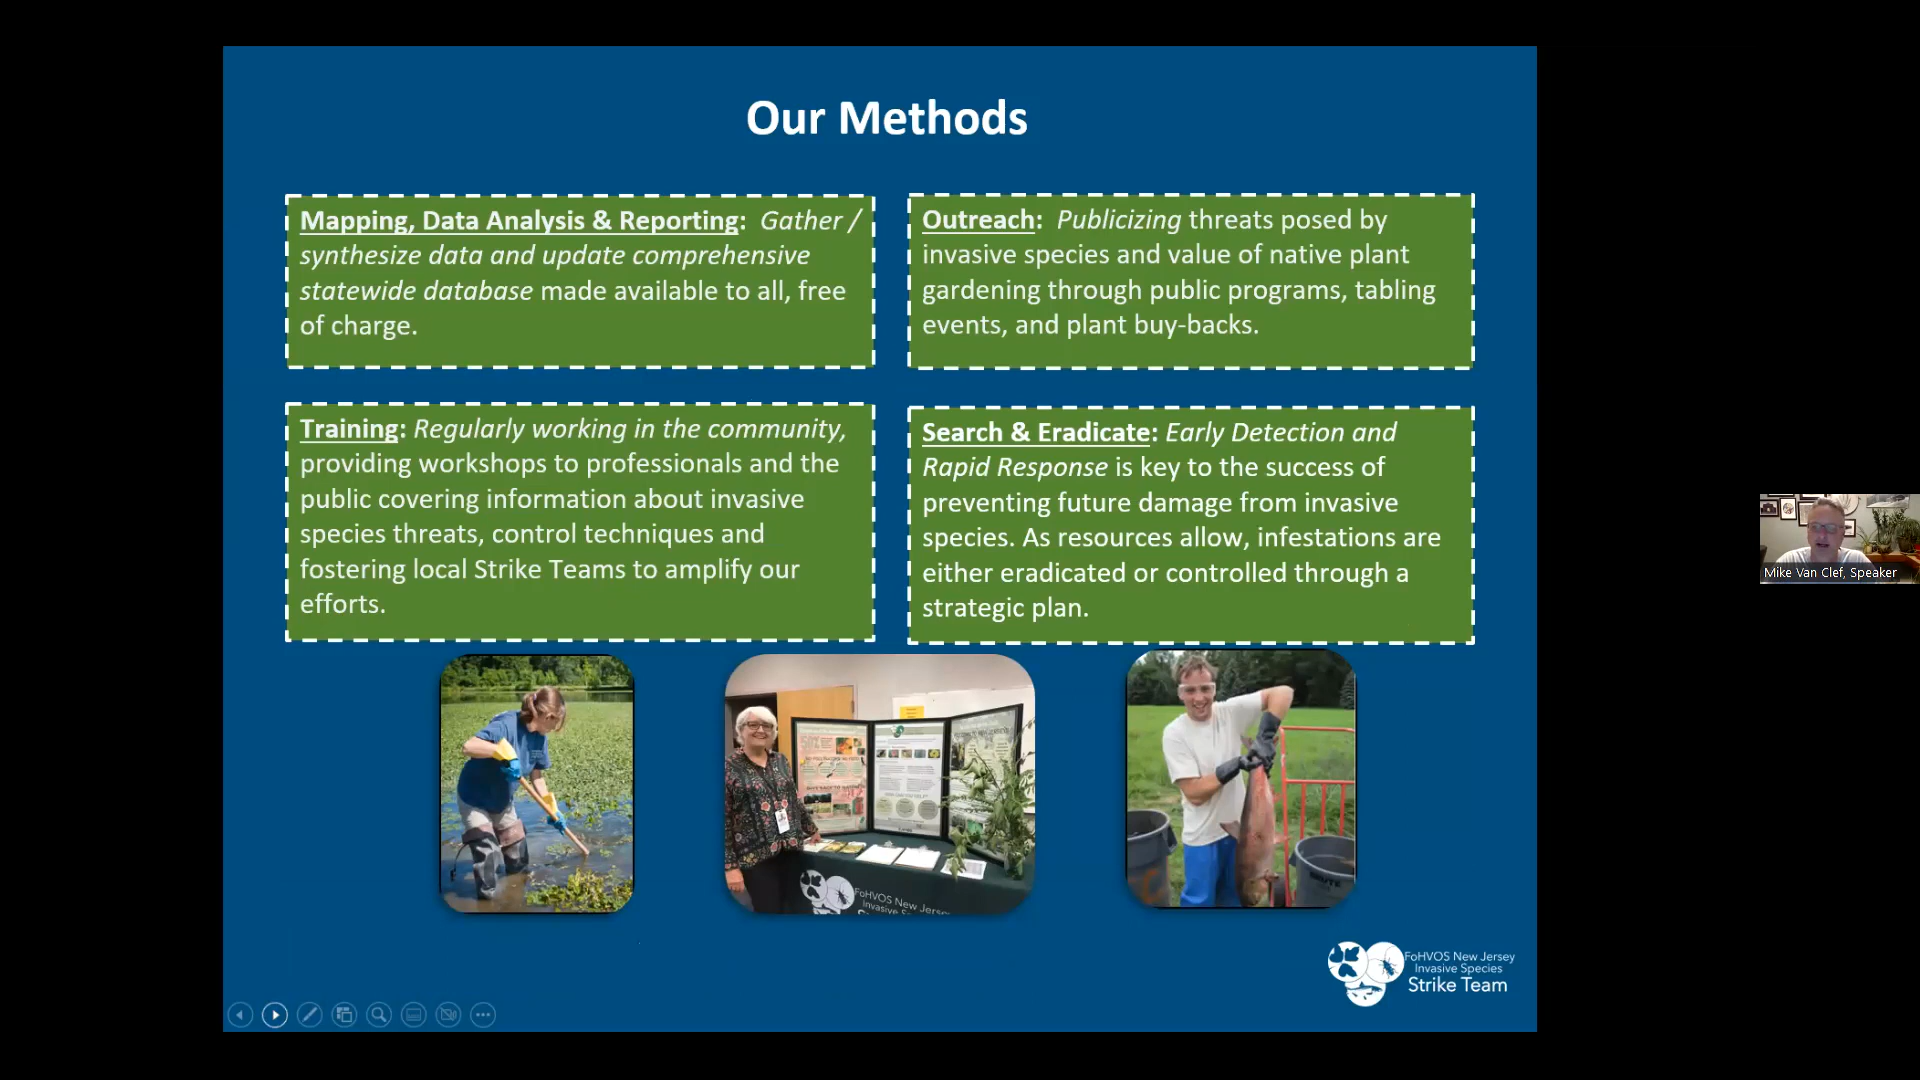 Our Methods
Mapping, Data Analysis & Reporting: Gather /
synthesize data and update comprehensive
statewide database made available to all, free
of charge.
Outreach: Publicizing threats posed by
invasive species and value of native plant
gardening through public programs, tabling
events, and plant buy-backs.
Training: Regularly working in the community,
providing workshops to professionals and the
public covering information about invasive
species threats, control techniques and
fostering local Strike Teams to amplify our
efforts.
Search & Eradicate: Early Detection and
Rapid Response is key to the success of
preventing future damage from invasive
species. As resources allow, infestations are
either eradicated or controlled through a
strategic plan.
Mike Van Clef, Speaker
FoHVOS New Jersey
Invasive Species
FoHVOS New Jersey
Invasive Species
Strike Team